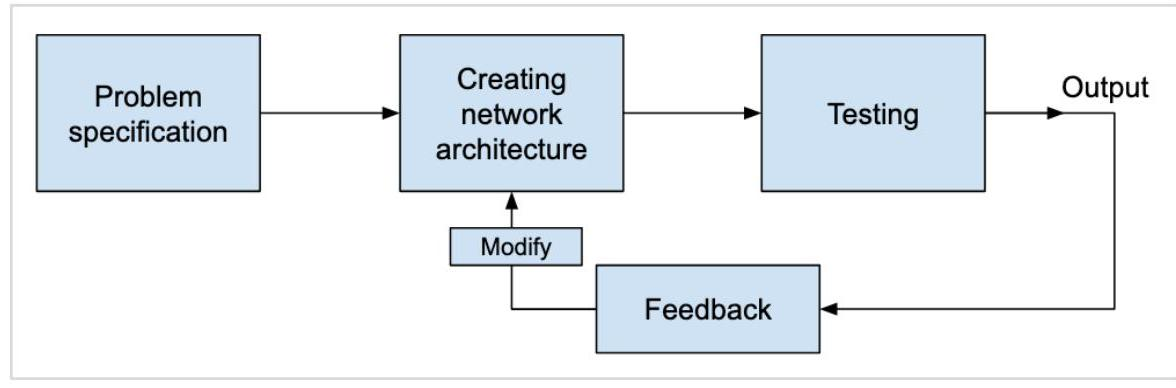 Problem
specification
Creating
network
architecture
Testing
Output
Modify
Feedback